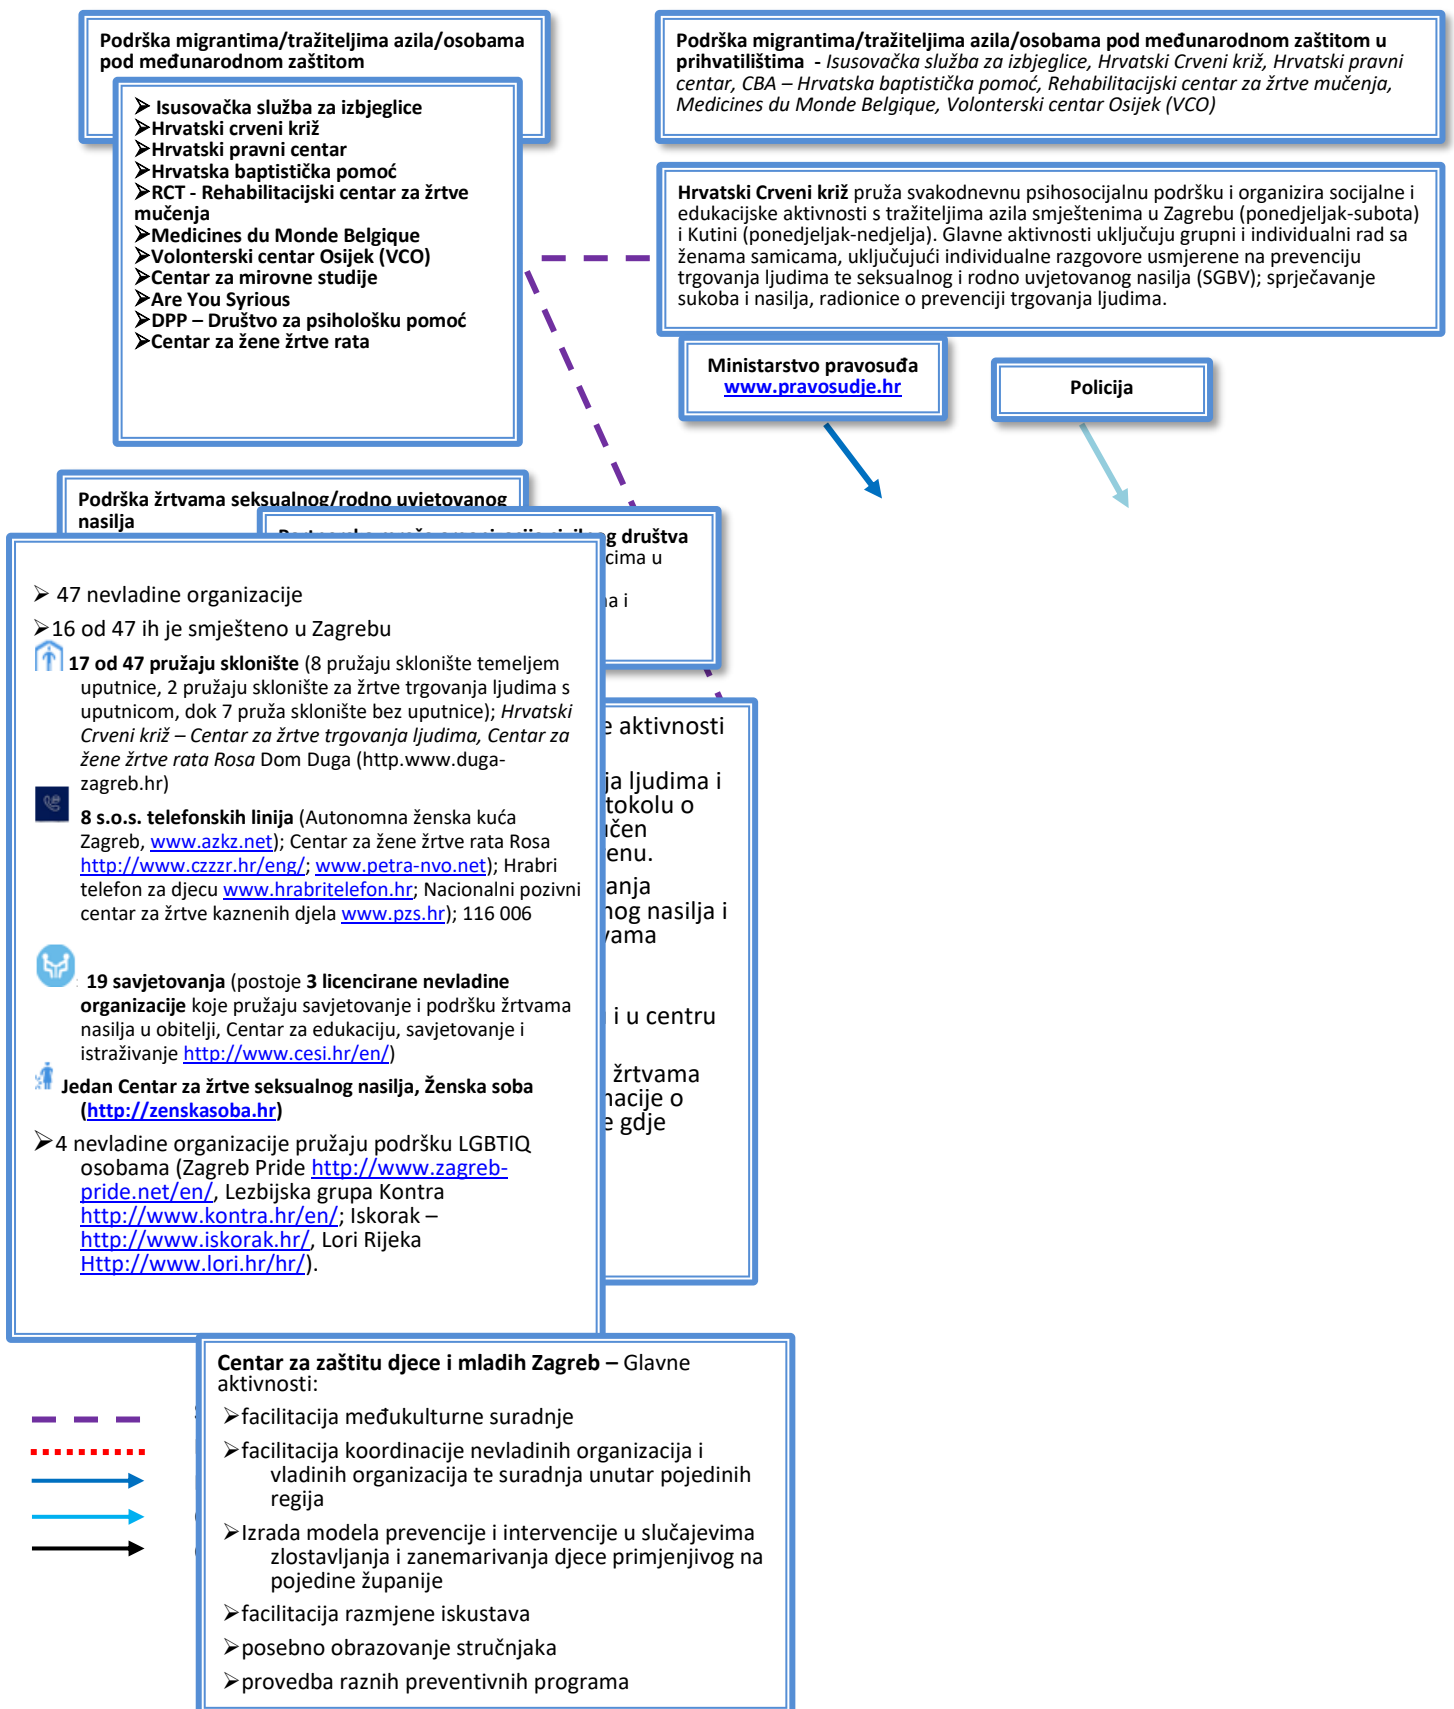 Podrška migrantima/tražiteljima azila/osobama
pod međunarodnom zaštitom
➢ Isusovačka služba za izbjeglice
➢Hrvatski crveni križ
➢Hrvatski pravni centar
➢Hrvatska baptistička pomoć
➢RCT - Rehabilitacijski centar za žrtve
mučenja
➢Medicines du Monde Belgique
➢Volonterski centar Osijek (VCO)
➢Centar za mirovne studije
➢Are You Syrious
➢DPP – Društvo za psihološku pomoć
➢Centar za žene žrtve rata
Podrška migrantima/tražiteljima azila/osobama pod međunarodnom zaštitom u
prihvatilištima - Isusovačka služba za izbjeglice, Hrvatski Crveni križ, Hrvatski pravni
centar, CBA – Hrvatska baptistička pomoć, Rehabilitacijski centar za žrtve mučenja,
Medicines du Monde Belgique, Volonterski centar Osijek (VCO)
Hrvatski Crveni križ pruža svakodnevnu psihosocijalnu podršku i organizira socijalne i
edukacijske aktivnosti s tražiteljima azila smještenima u Zagrebu (ponedjeljak-subota)
i Kutini (ponedjeljak-nedjelja). Glavne aktivnosti uključuju grupni i individualni rad sa
ženama samicama, uključujući individualne razgovore usmjerene na prevenciju
trgovanja ljudima te seksualnog i rodno uvjetovanog nasilja (SGBV); sprječavanje
sukoba i nasilja, radionice o prevenciji trgovanja ljudima.
Ministarstvo pravosuđa
www.pravosudje.hr
Policija
Podrška žrtvama seksualnog/rodno uvjetovanog
nasilja
društva
u
i
➢ 47 nevladine organizacije
➢16 od 47 ih je smješteno u Zagrebu
17 od 47 pružaju sklonište (8 pružaju sklonište temeljem
uputnice, 2 pružaju sklonište za žrtve trgovanja ljudima s
uputnicom, dok 7 pruža sklonište bez uputnice); Hrvatski
Crveni križ – Centar za žrtve trgovanja ljudima, Centar za
žene žrtve rata Rosa Dom Duga (http.www.duga-
zagreb.hr)
8 s.o.s. telefonskih linija (Autonomna ženska kuća
Zagreb, www.azkz.net); Centar za žene žrtve rata Rosa
http://www.czzzr.hr/eng/; www.petra-nvo.net); Hrabri
telefon za djecu www.hrabritelefon.hr; Nacionalni pozivni
centar za žrtve kaznenih djela www.pzs.hr); 116 006
19 savjetovanja (postoje 3 licencirane nevladine
organizacije koje pružaju savjetovanje i podršku žrtvama
nasilja u obitelji, Centar za edukaciju, savjetovanje i
istraživanje http://www.cesi.hr/en/)
Jedan Centar za žrtve seksualnog nasilja, Ženska soba
(http://zenskasoba.hr)
➢4 nevladine organizacije pružaju podršku LGBTIQ
osobama (Zagreb Pride http://www.zagreb-
pride.net/en/, Lezbijska grupa Kontra
http://www.kontra.hr/en/; Iskorak –
http://www.iskorak.hr/, Lori Rijeka
Http://www.lori.hr/hr/).
aktivnosti
ljudima i
o
nasilja i
i u centru
žrtvama
o
gdje
Centar za zaštitu djece i mladih Zagreb – Glavne
aktivnosti:
➢facilitacija međukulturne suradnje
➢facilitacija koordinacije nevladinih organizacija i
vladinih organizacija te suradnja unutar pojedinih
regija
➢Izrada modela prevencije i intervencije u slučajevima
zlostavljanja i zanemarivanja djece primjenjivog na
pojedine županije
➢facilitacija razmjene iskustava
➢posebno obrazovanje stručnjaka
➢provedba raznih preventivnih programa